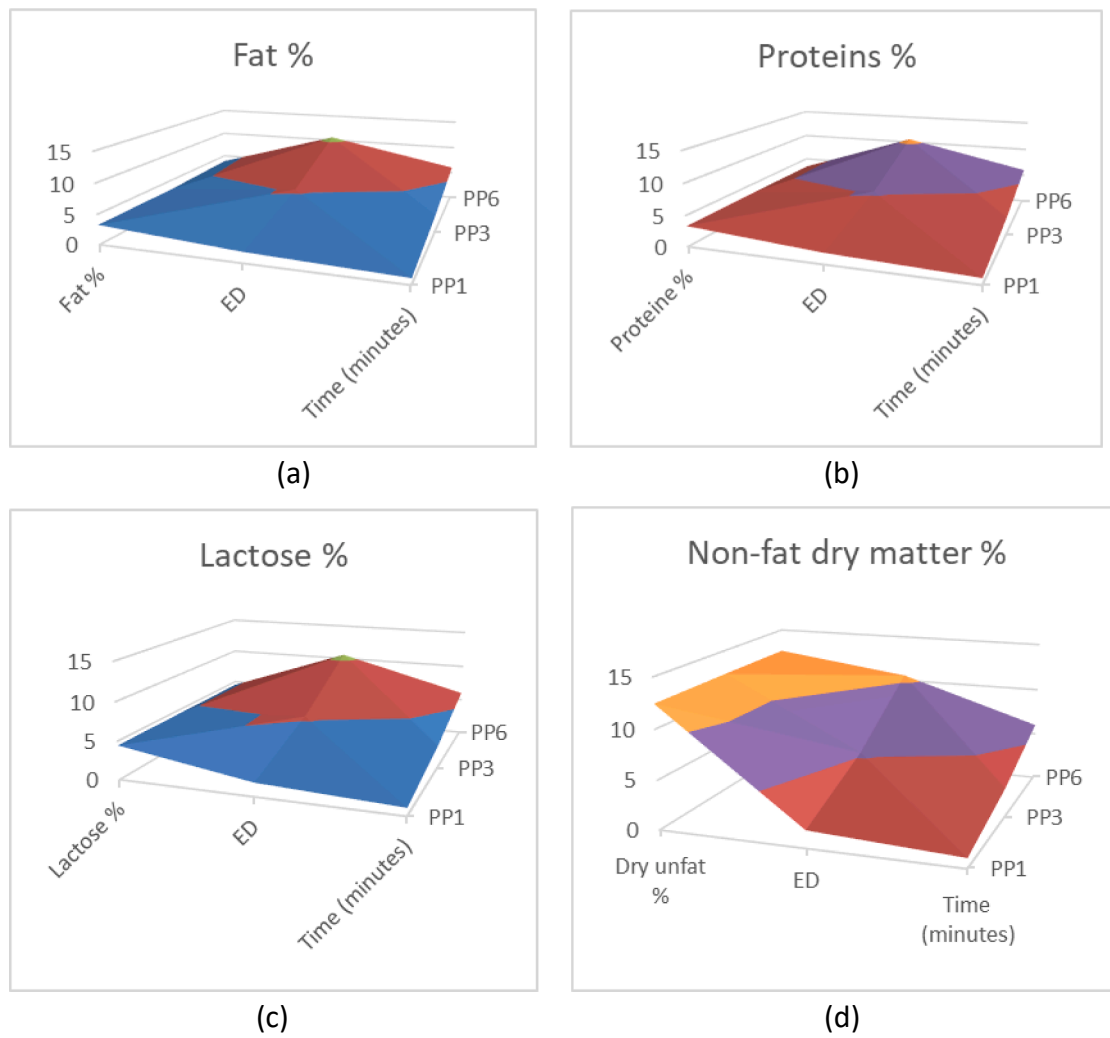 Fat %
15
10
5
0
PP6
PP3
PP1
Fat %
ED
Time (minutes)
(a)
Proteins %
15
10
5
0
PP6
PP3
PP1
Proteine %
ED
Time (minutes)
(b)
Lactose %
15
10
5
0
PP6
PP3
PP1
Lactose %
ED
Time (minutes)
(c)
Non-fat dry matter %
15
10
5
0
PP6
PP3
PP1
Dry unfat
%
ED
Time
(minutes)
(d)